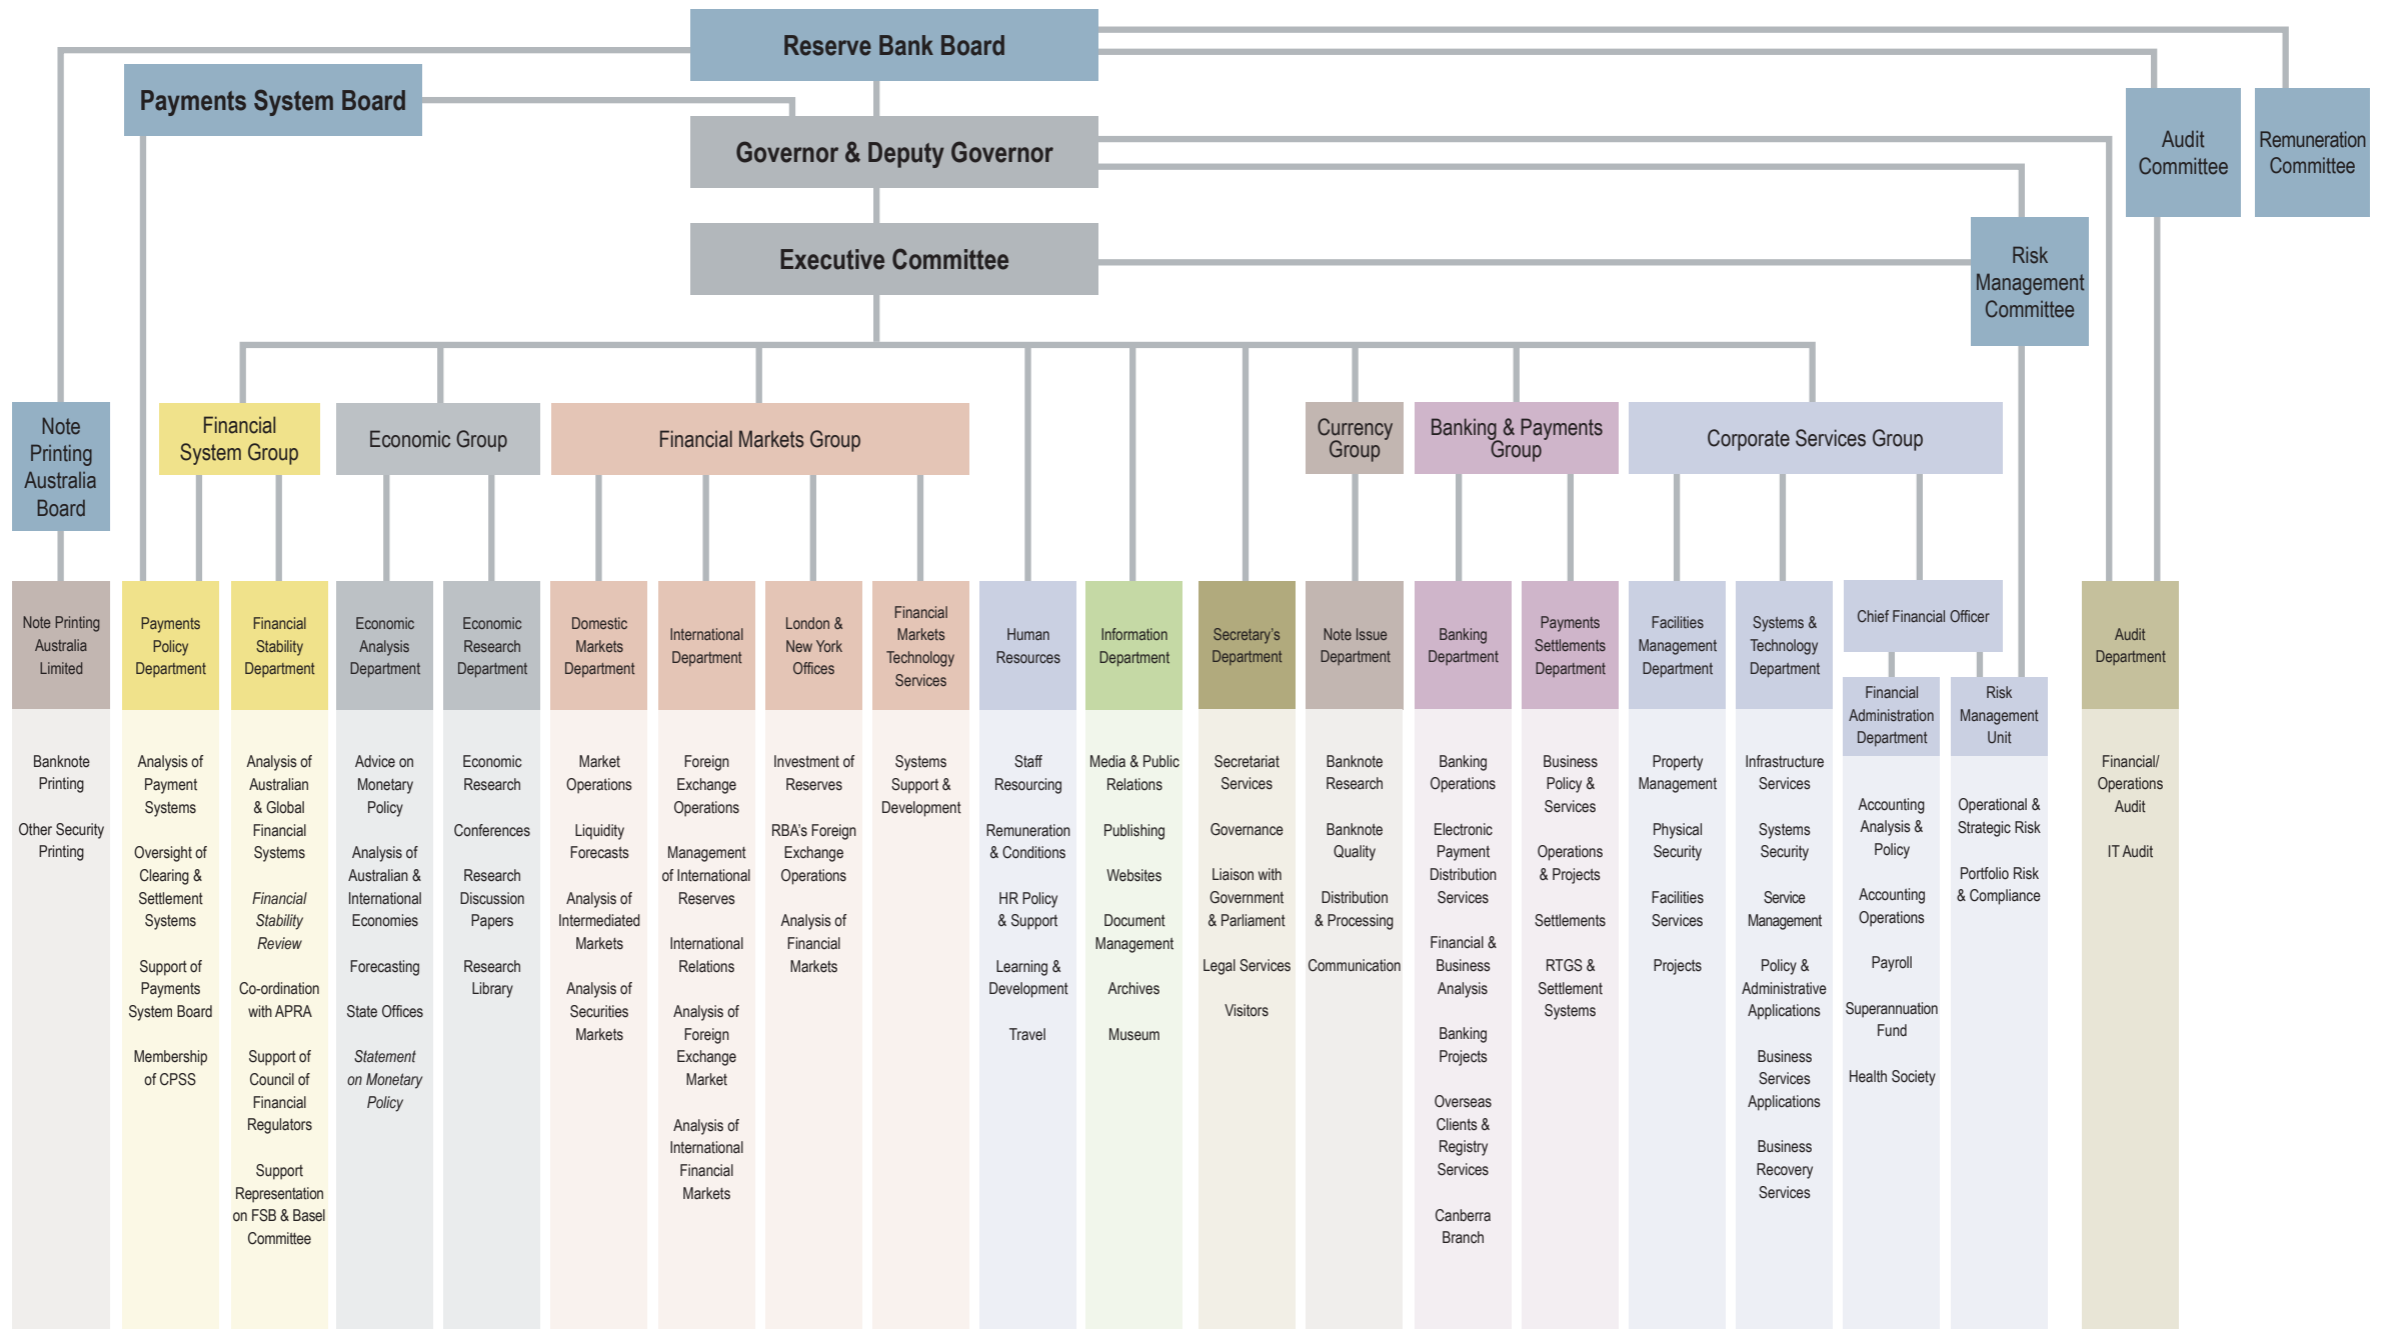 Reserve Bank Board
Payments System Board
Governor & Deputy Governor
Audit
Committee
Remuneration
Committee
Executive Committee
Risk
Management
Committee
Note
Printing
Australia
Board
Financial
System Group
Economic Group
Financial Markets Group
Currency
Group
Banking & Payments
Group
Corporate Services Group
Note Printing
Australia
Limited
Banknote
Printing
Other Security
Printing
Payments
Policy
Department
Analysis of
Payment
Systems
Oversight of
Clearing &
Settlement
Systems
Support of
Payments
System Board
Membership
of CPSS
Financial
Stability
Department
Analysis of
Australian
& Global
Financial
Systems
Financial
Stability
Review
Co-ordination
with APRA
Support of
Council of
Financial
Regulators
Support
Representation
on FSB & Basel
Committee
Economic
Analysis
Department
Advice on
Monetary
Policy
Analysis of
Australian &
International
Economies
Forecasting
State Offices
Statement
on Monetary
Policy
Economic
Research
Department
Economic
Research
Conferences
Research
Discussion
Papers
Research
Library
Domestic
Markets
Department
Market
Operations
Liquidity
Forecasts
Analysis of
Intermediated
Markets
Analysis of
Securities
Markets
International
Department
Foreign
Exchange
Operations
Management
of International
Reserves
International
Relations
Analysis of
Foreign
Exchange
Market
Analysis of
International
Financial
Markets
London &
New York
Offices
Investment of
Reserves
RBA's Foreign
Exchange
Operations
Analysis of
Financial
Markets
Financial
Markets
Technology
Services
Systems
Support &
Development
Human
Resources
Staff
Resourcing
Remuneration
& Conditions
HR Policy
& Support
Learning &
Development
Travel
Information
Department
Media & Public
Relations
Publishing
Websites
Document
Management
Archives
Museum
Secretary's
Department
Secretariat
Services
Governance
Liaison with
Government
& Parliament
Legal Services
Visitors
Note Issue
Department
Banknote
Research
Banknote
Quality
Distribution
& Processing
Communication
Banking
Department
Banking
Operations
Electronic
Payment
Distribution
Services
Financial &
Business
Analysis
Banking
Projects
Overseas
Clients &
Registry
Services
Canberra
Branch
Payments
Settlements
Department
Business
Policy &
Services
Operations
& Projects
Settlements
RTGS &
Settlement
Systems
Facilities
Management
Department
Property
Management
Physical
Security
Facilities
Services
Projects
Systems &
Technology
Department
Infrastructure
Services
Systems
Security
Service
Management
Policy &
Administrative
Applications
Business
Services
Applications
Business
Recovery
Services
Chief Financial Officer
Financial
Administration
Department
Accounting
Analysis &
Policy
Accounting
Operations
Payroll
Superannuation
Fund
Health Society
Risk
Management
Unit
Operational &
Strategic Risk
Portfolio Risk
& Compliance
Audit
Department
Financial/
Operations
Audit
IT Audit